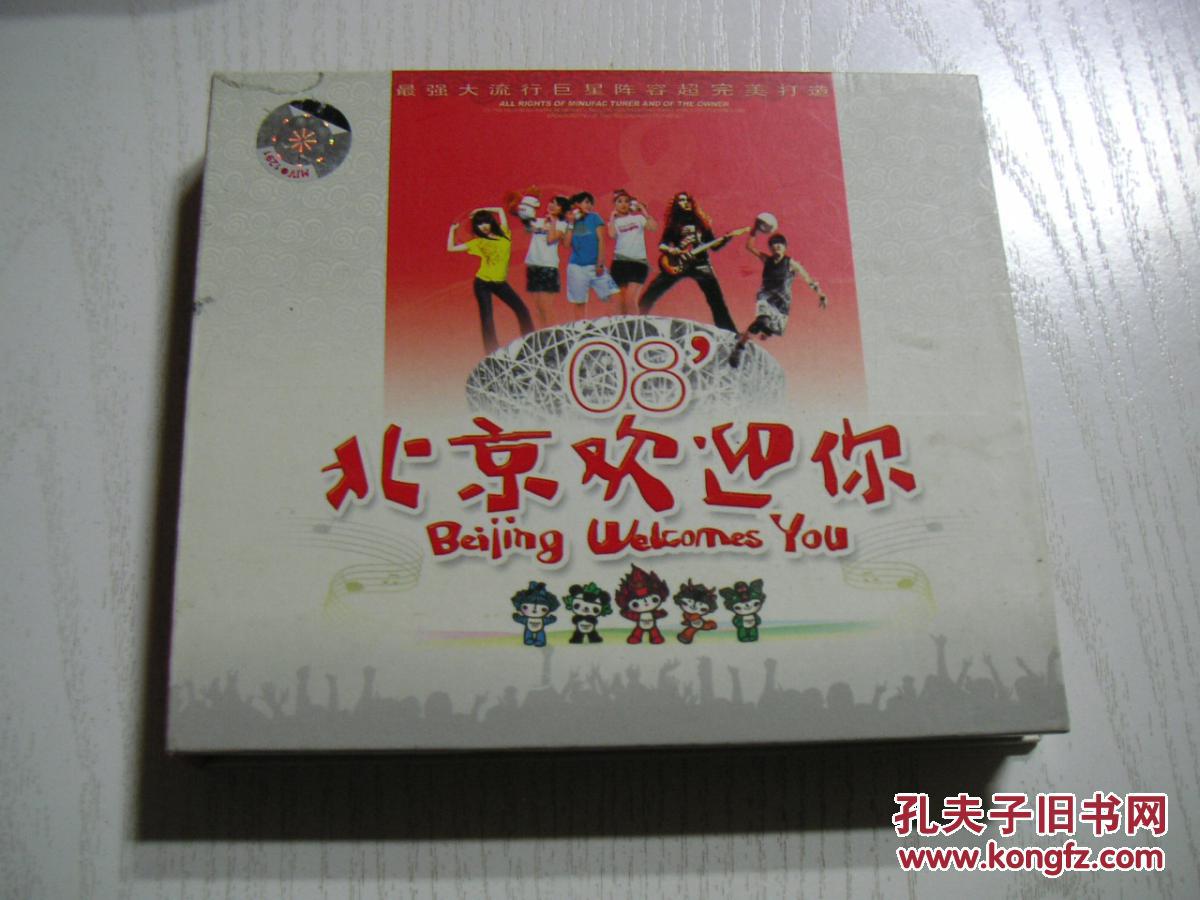 最强大流行巨星阵容超完美打造
ALL RIGHTS OF MINUFAC TURER AND OF THE OWNER
08'
北京欢迎你
Beijing Welcomes You
孔夫子旧书网
www.kongfz.com